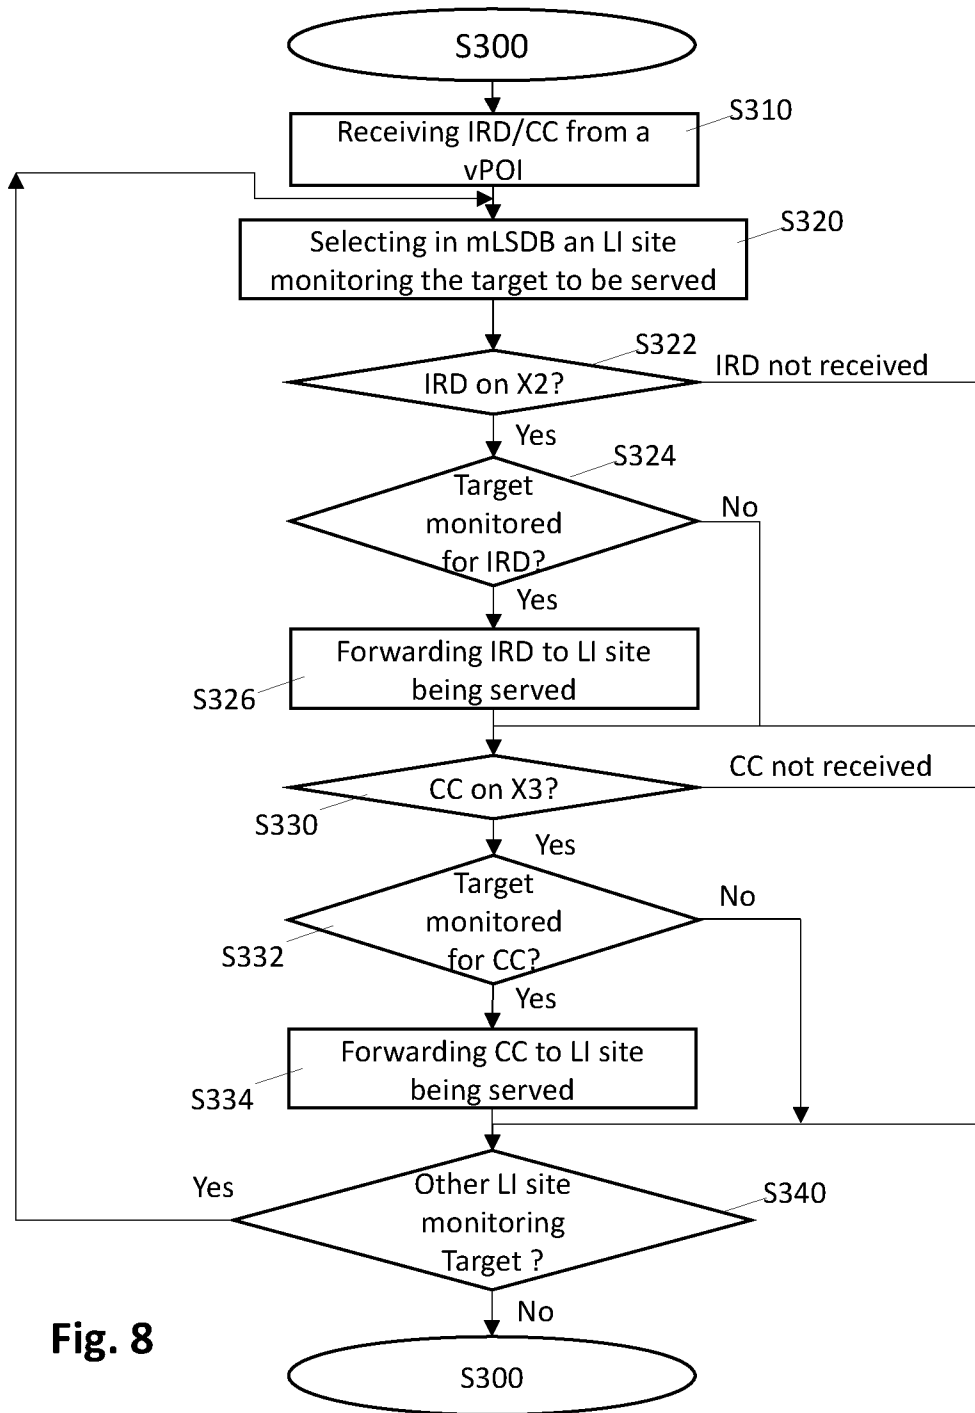 S300
Receiving IRD/CC from a
vPOI
S310
Selecting in mLSDB an LI site
monitoring the target to be served
S320
IRD on X2?
S322
IRD not received
Yes
Target
monitored
for IRD?
S324
No
Yes
Forwarding IRD to LI site
being served
S326
CC on X3?
CC not received
S330
Yes
Target
monitored
for CC?
No
S332
Yes
Forwarding CC to LI site
being served
S334
Other LI site
monitoring
Target ?
Yes
S340
No
Fig. 8
S300